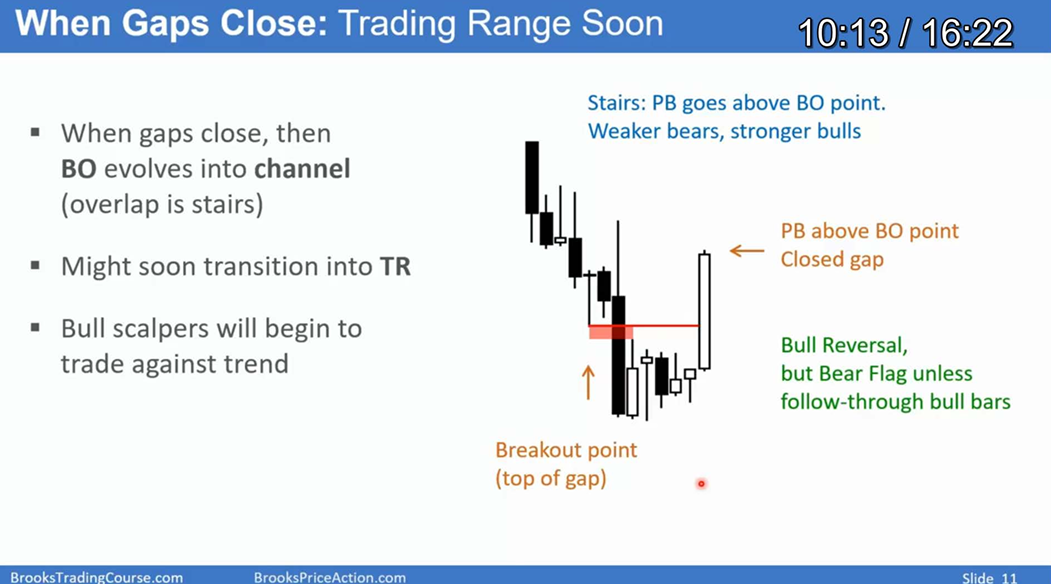 When Gaps Close: Trading Range Soon
10:13 / 16:22
▪ When gaps close, then
BO evolves into channel
(overlap is stairs)
▪ Might soon transition into TR
▪ Bull scalpers will begin to
trade against trend
Stairs: PB goes above BO point.
Weaker bears, stronger bulls
PB above BO point
Closed gap
Bull Reversal,
but Bear Flag unless
follow-through bull bars
Breakout point
(top of gap)
BrooksTradingCourse.com
BrooksPriceAction.com
Slide 11